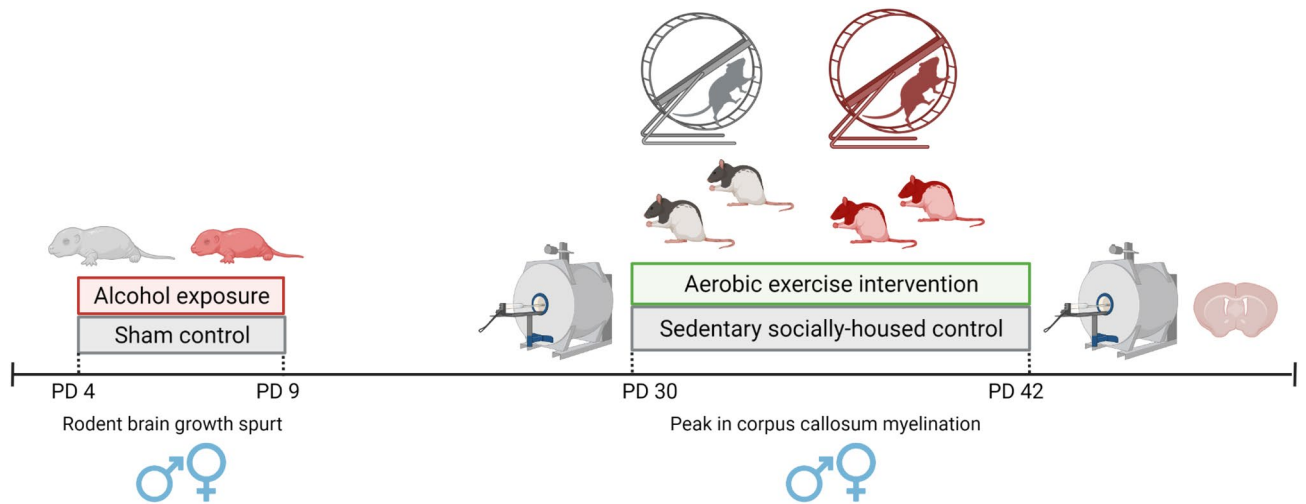 Alcohol exposure
Sham control
Aerobic exercise intervention
Sedentary socially-housed control
PD 4
PD 9
PD 30
PD 42
Rodent brain growth spurt
Peak in corpus callosum myelination